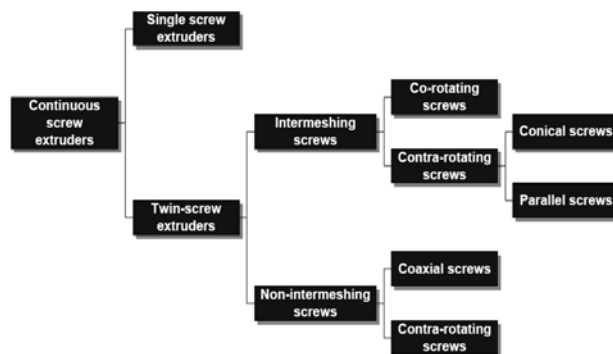 Single screw
extruders
Continuous
screw
extruders
Co-rotating
screws
Intermeshing
screws
Conical screws
Contra-rotating
screws
Parallel screws
Twin-screw
extruders
Coaxial screws
Non-intermeshing
screws
Contra-rotating
screws